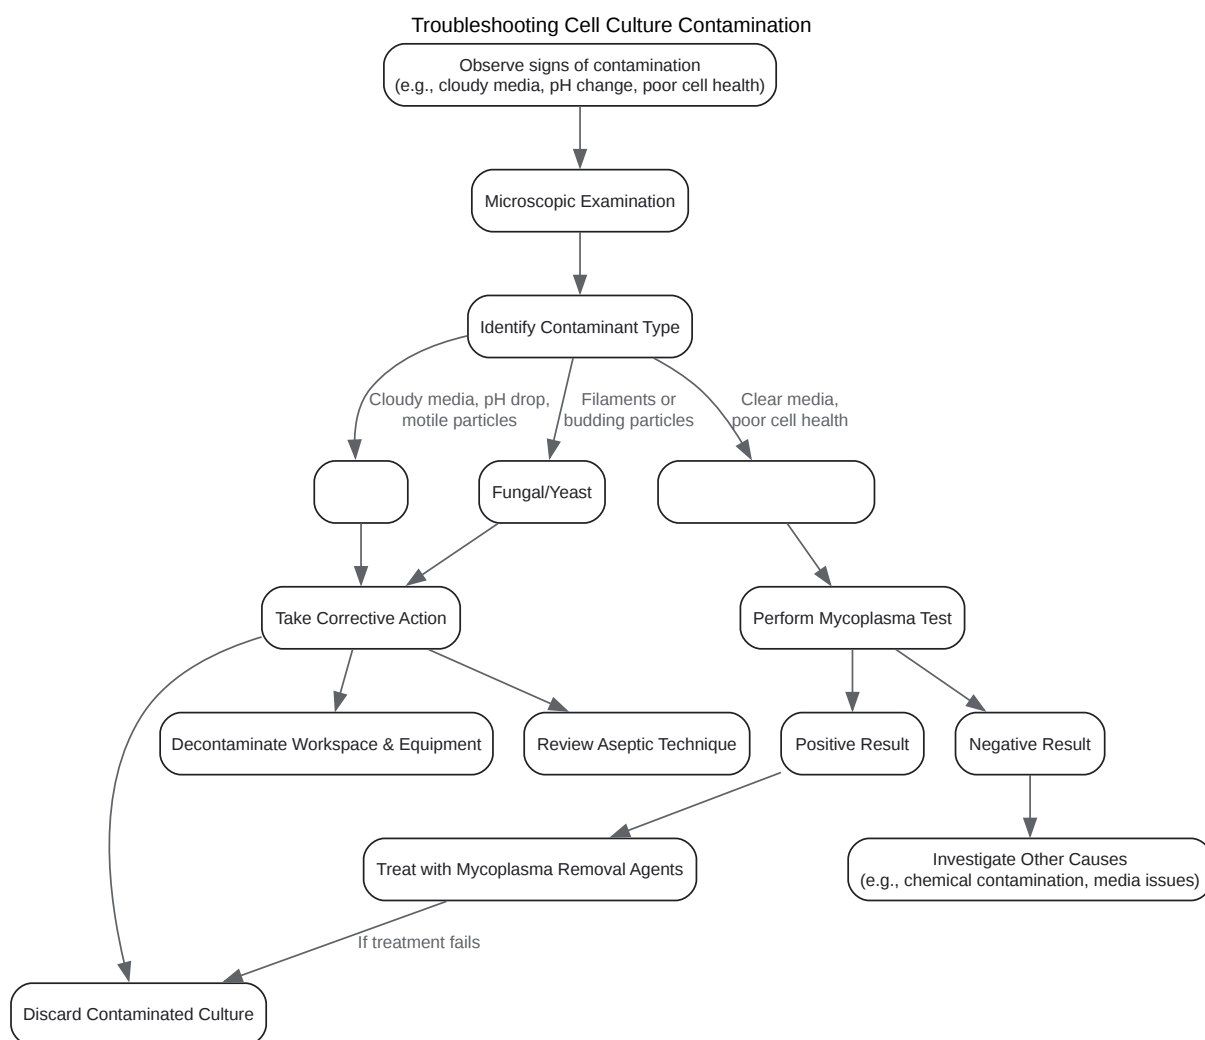 Troubleshooting Cell Culture Contamination
Observe signs of contamination
(e.g., cloudy media, pH change, poor cell health)
Microscopic Examination
Identify Contaminant Type
Cloudy media, pH drop,
motile particles
Filaments or
budding particles
Clear media,
poor cell health
Fungal/Yeast
Take Corrective Action
Perform Mycoplasma Test
Decontaminate Workspace & Equipment
Review Aseptic Technique
Positive Result
Negative Result
Treat with Mycoplasma Removal Agents
Investigate Other Causes
(e.g., chemical contamination, media issues)
If treatment fails
Discard Contaminated Culture